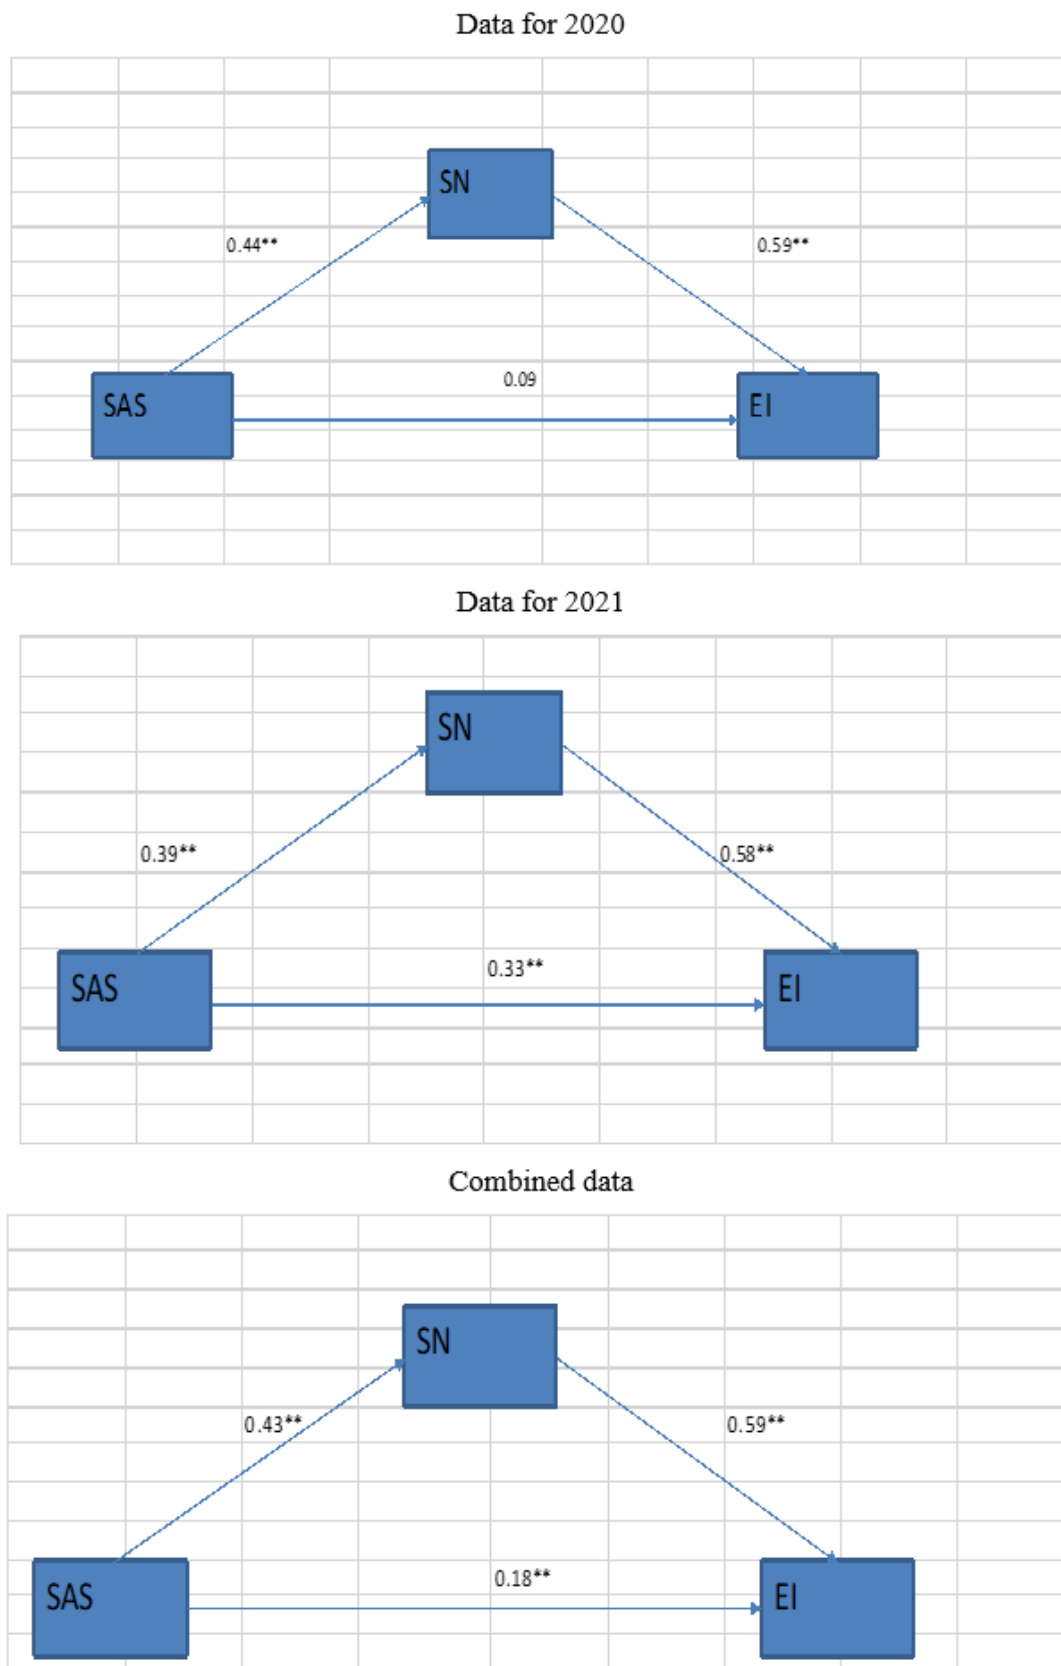 Data for 2020
SN
0.44**
0.59**
0.09
SAS
EI
Data for 2021
SN
0.39**
0.58**
0.33**
SAS
EI
Combined data
SN
0.43**
0.59**
0.18**
SAS
EI